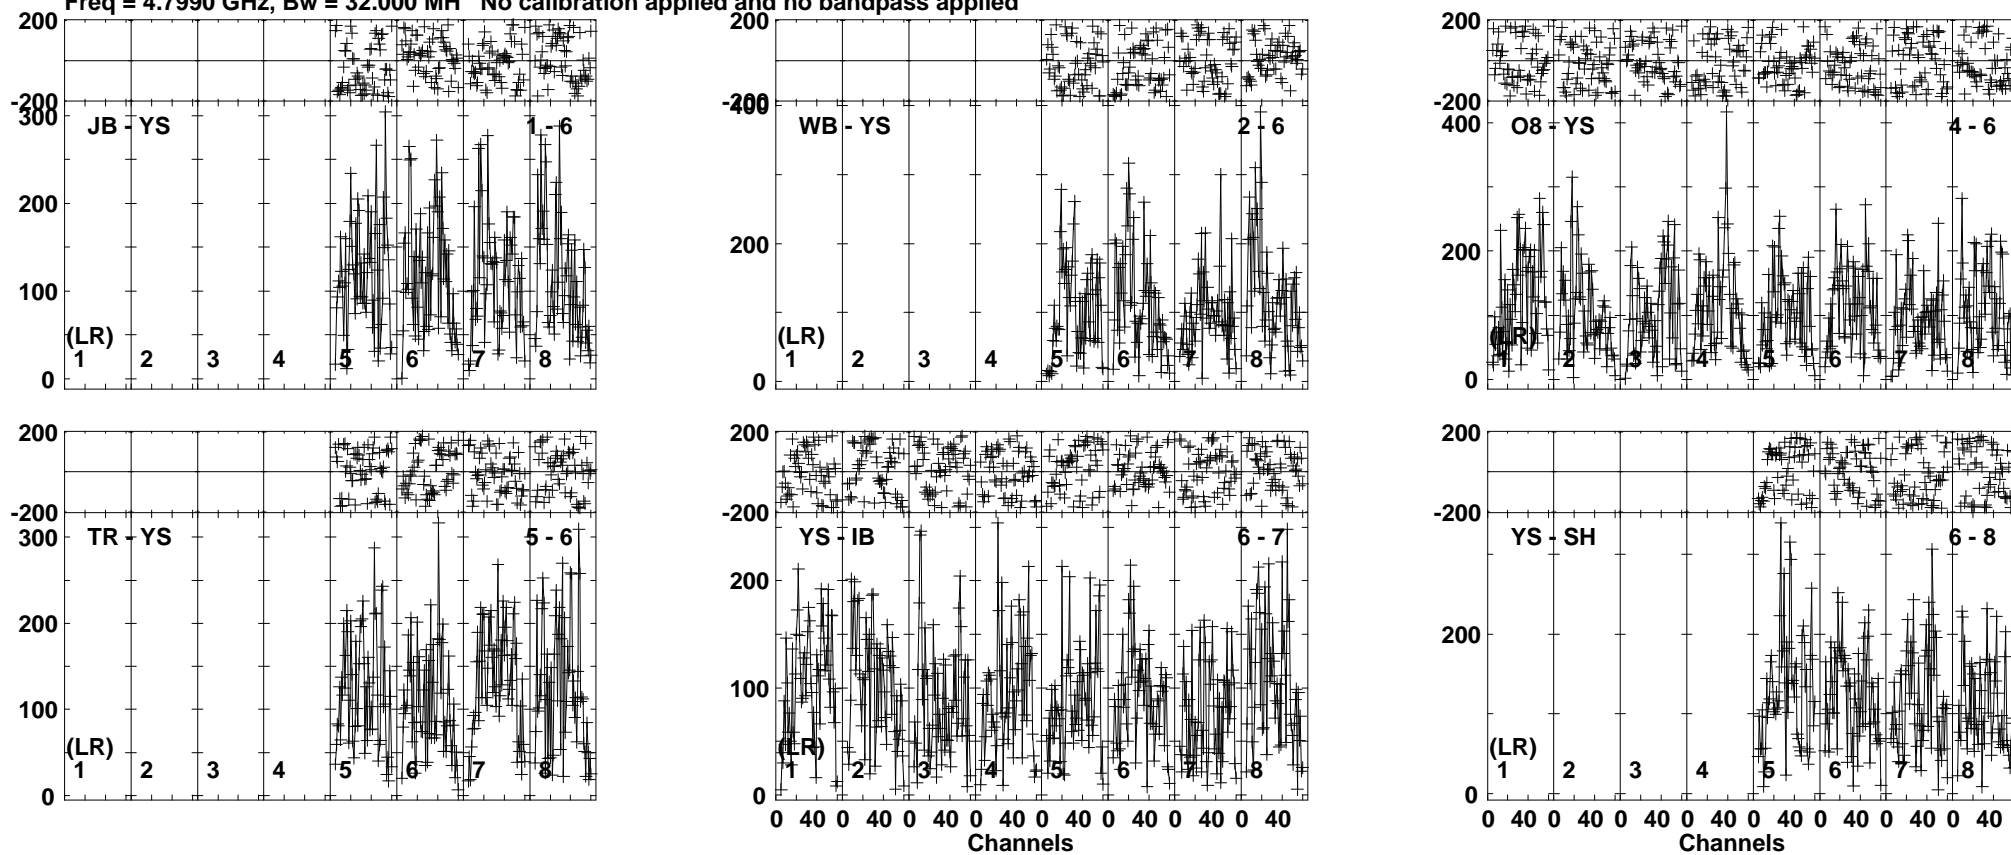 Freq = 4.7990 GHz, Bw = 32.000 MH No calibration applied and no bandpass applied
200 200 200
-200 -200 -200
300 400 400
JB - YS 1 - 6 WB - YS 2 - 6 O8 - YS 4 - 6
200 200 200
100
(LR) (LR) (LR)
1 2 3 4 5 6 7 8 1 2 3 4 5 6 7 8 1 2 3 4 5 6 7 8
0 0 0
200 200 200
-200 -200 -200
300
TR - YS 5 - 6 YS - IB 6 - 7 YS - SH 6 - 8
200 200 200
100 100
(LR) (LR) (LR)
1 2 3 4 5 6 7 8 1 2 3 4 5 6 7 8 1 2 3 4 5 6 7 8
0 0 0
0 40 0 40 0 40 0 40 0 40 0 40 0 40 0 40 0 40 0 40 0 40 0 40 0 40 0 40 0 40 0 40
Channels Channels